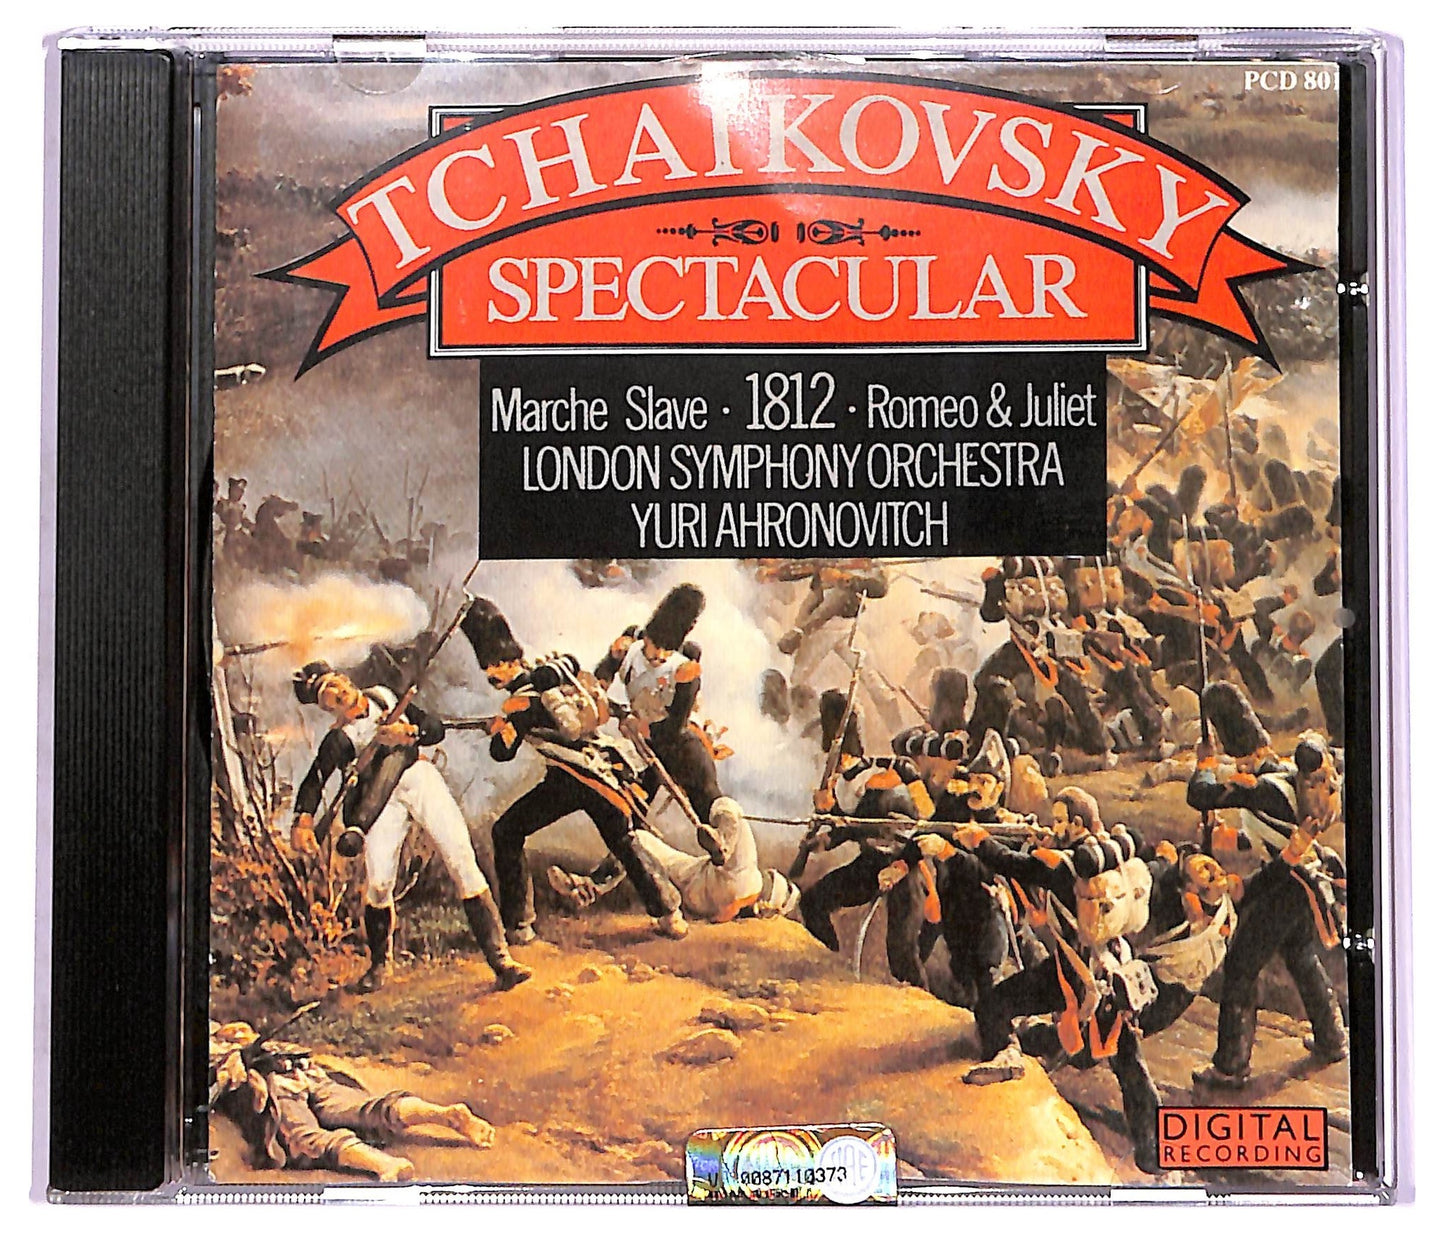 PCD 801
TCHAIKOVSKY
SPECTACULAR
Marche Slave · 1812 · Romeo & Juliet
LONDON SYMPHONY ORCHESTRA
YURI AHRONOVITCH
DIGITAL
RECORDING
0087110373